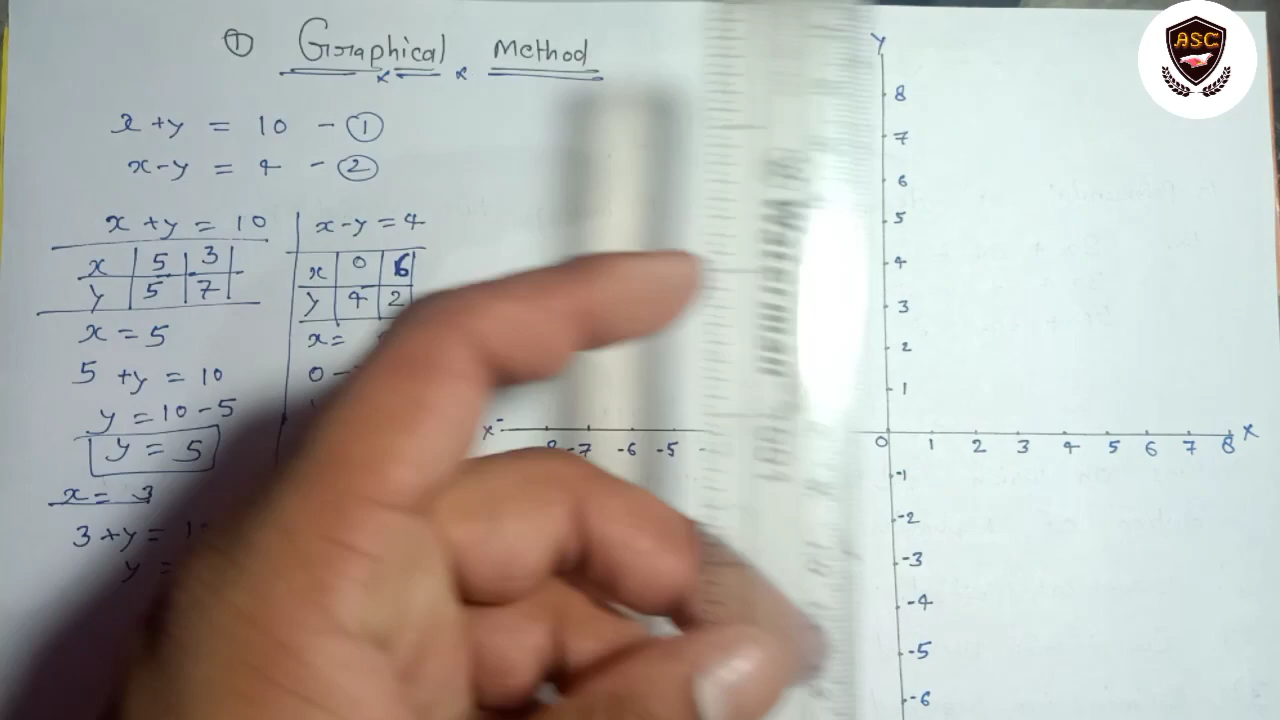 ① Graphical Method
x + y = 10 - ①
x - y = 4 - ②
x + y = 10
x 5 3
y 5 7
x = 5
5 + y = 10
y = 10 - 5
y = 5
x = 3
3 + y =
y =
x - y = 4
x 0 6
y 4 2
x =
0 -
Y
8
7
6
5
4
3
2
1
X -7 -6 -5 0 1 2 3 4 5 6 7 8 X
-1
-2
-3
-4
-5
-6
ASC